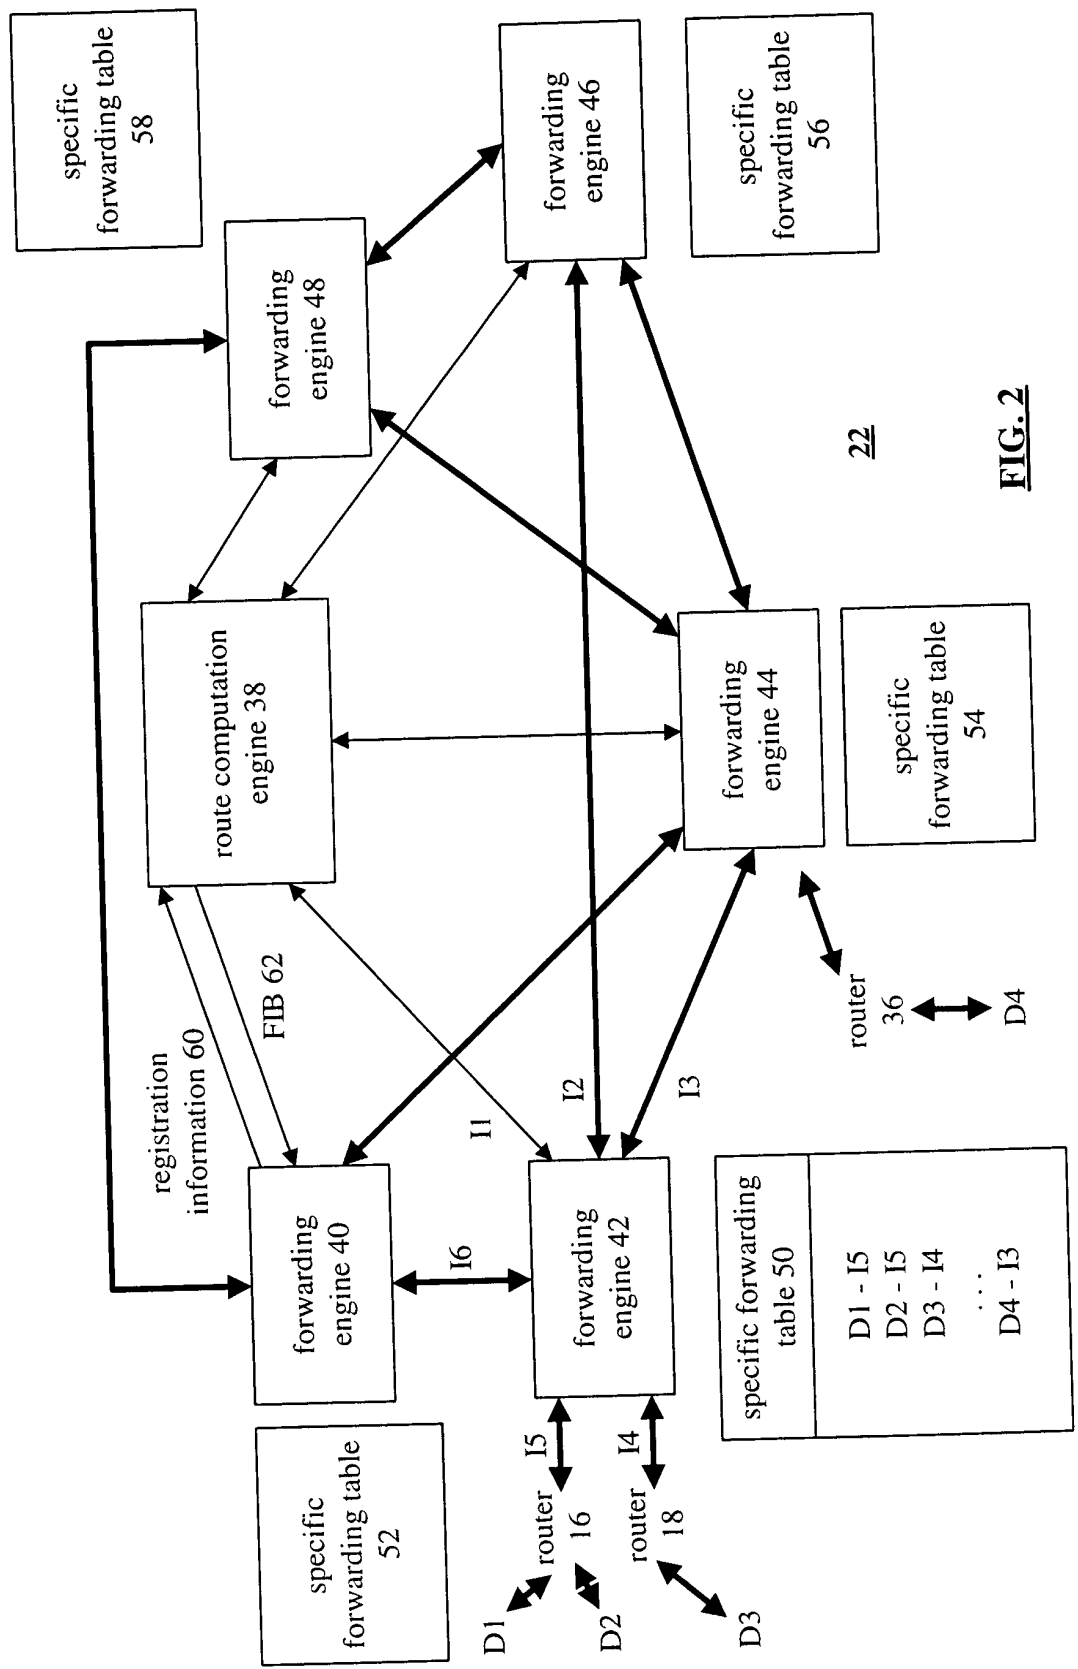 specific
forwarding table
52
forwarding
engine 40
registration
information 60
FIB 62
route computation
engine 38
forwarding
engine 48
specific
forwarding table
58
D1
D2
D3
router
16
router
18
I5
I4
I6
forwarding
engine 42
I1
I2
I3
forwarding
engine 46
specific
forwarding table
56
specific forwarding
table 50
D1 - I5
D2 - I5
D3 - I4
. . . .
D4 - I3
router
36
D4
forwarding
engine 44
specific
forwarding table
54
22
FIG. 2